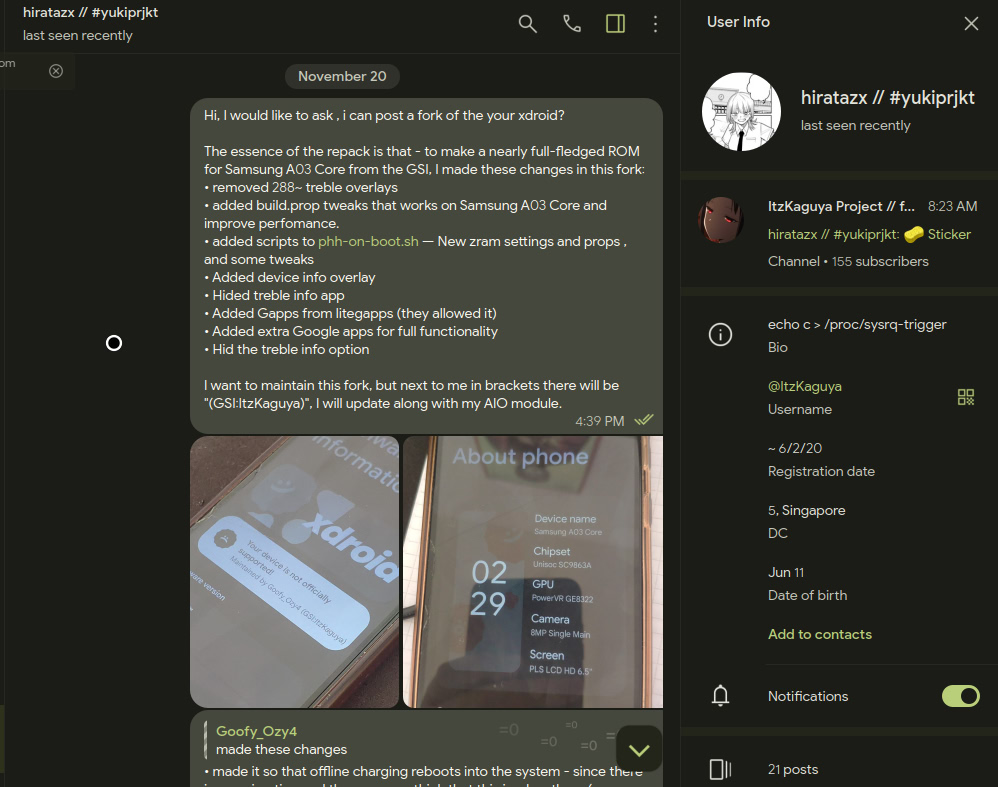 hiratazx // #yukiprjkt
last seen recently
om
November 20
Hi, I would like to ask , i can post a fork of the your xdroid?
The essence of the repack is that - to make a nearly full-fledged ROM
for Samsung A03 Core from the GSI, I made these changes in this fork:
• removed 288~ treble overlays
• added build.prop tweaks that works on Samsung A03 Core and
improve perfomance.
• added scripts to phh-on-boot.sh — New zram settings and props ,
and some tweaks
• Added device info overlay
• Hided treble info app
• Added Gapps from litegapps (they allowed it)
• Added extra Google apps for full functionality
• Hid the treble info option
I want to maintain this fork, but next to me in brackets there will be
"(GSI:ItzKaguya)", I will update along with my AIO module.
4:39 PM
informatic
xdroid
Your device is not officially
supported!
Maintained by Goofy_Ozy4 (GSI:ItzKaguya)
ware version
About phone
02
29
Device name
Samsung A03 Core
Chipset
Unisoc SC9863A
GPU
PowerVR GE8322
Camera
8MP Single Main
Screen
PLS LCD HD 6.5"
Goofy_Ozy4
made these changes
=0 =0 =0 =0 =
• made it so that offline charging reboots into the system - since there
User Info
hiratazx // #yukiprjkt
last seen recently
ItzKaguya Project // f... 8:23 AM
hiratazx // #yukiprjkt: Sticker
Channel • 155 subscribers
echo c > /proc/sysrq-trigger
Bio
@ItzKaguya
Username
~ 6/2/20
Registration date
5, Singapore
DC
Jun 11
Date of birth
Add to contacts
Notifications
21 posts